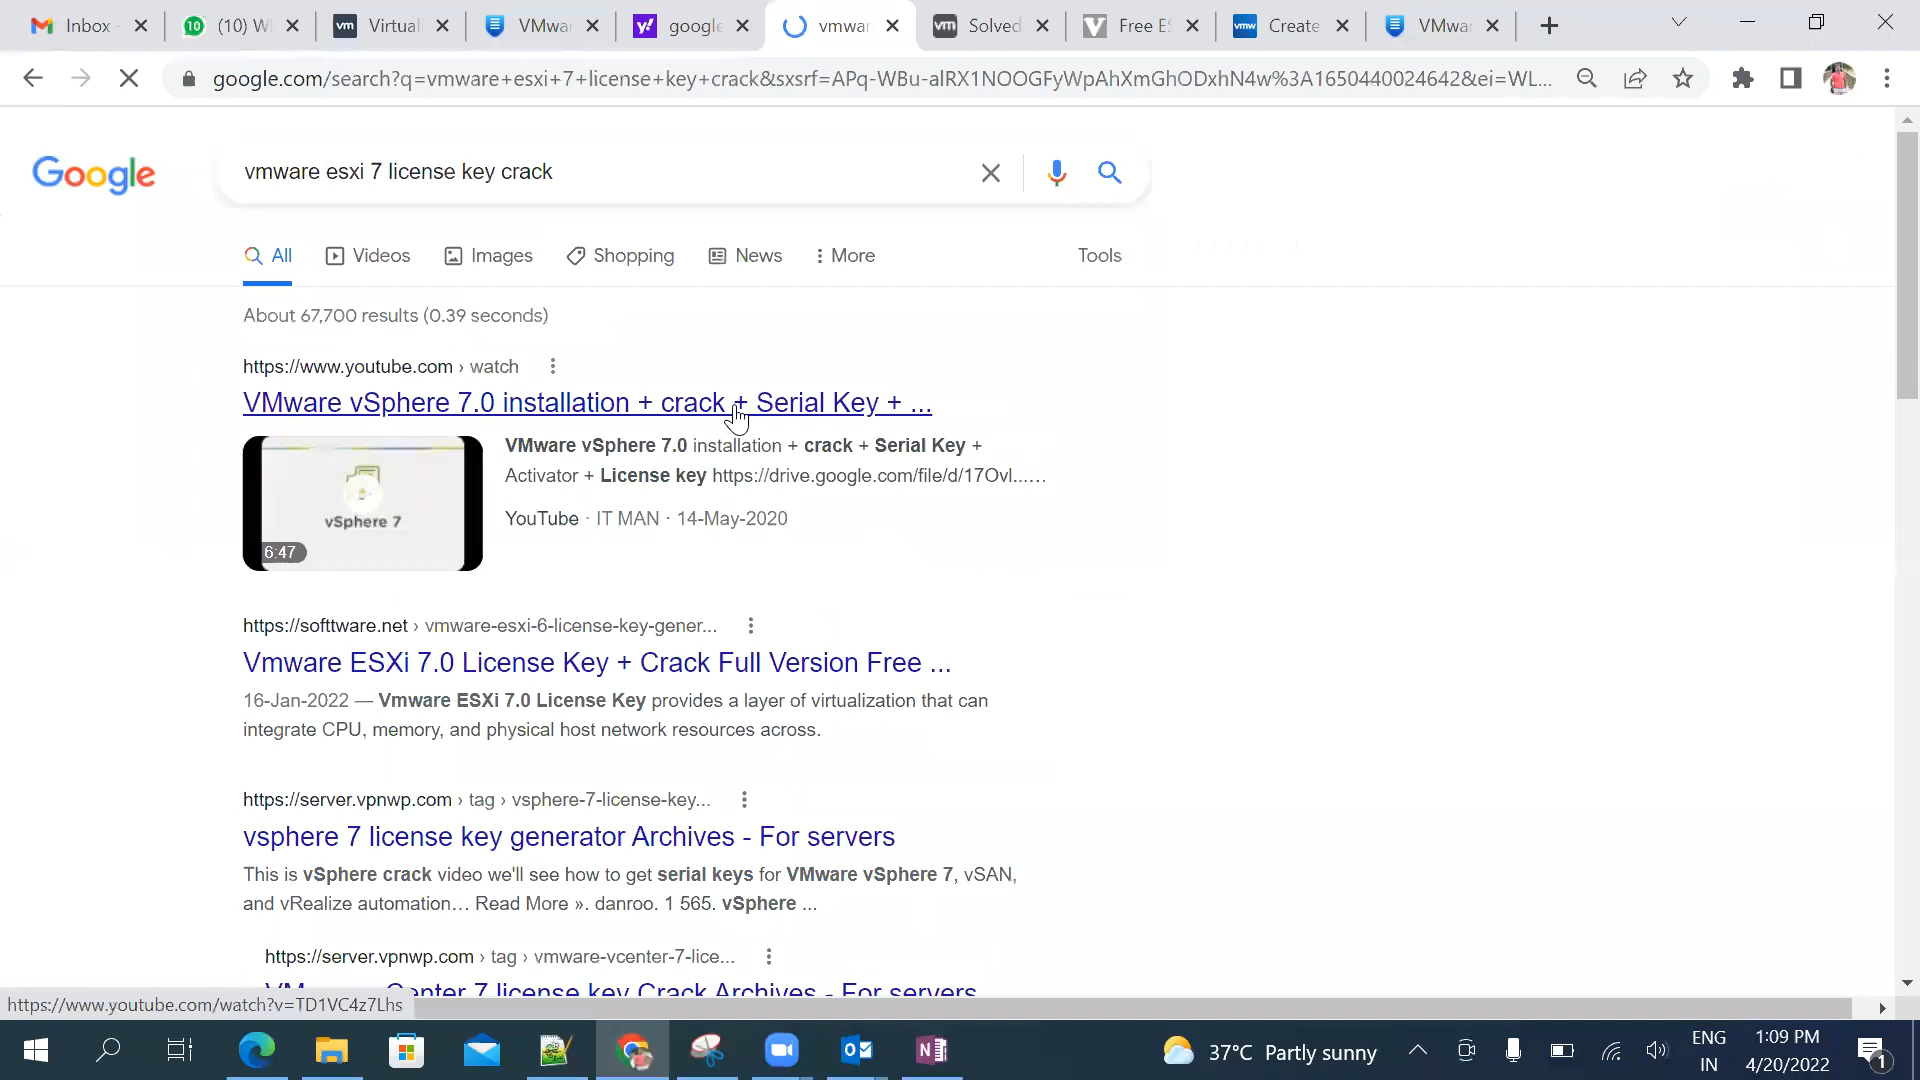 Inbox
(10) W
Virtual
VMwar
google
vmwar
Solved
Free ES
Create
VMwar
google.com/search?q=vmware+esxi+7+license+key+crack&sxsrf=APq-WBu-alRX1NOOGFyWpAhXmGhODxhN4w%3A1650440024642&ei=WL...
Google
vmware esxi 7 license key crack
All
Videos
Images
Shopping
News
More
Tools
About 67,700 results (0.39 seconds)
https://www.youtube.com › watch
VMware vSphere 7.0 installation + crack + Serial Key + ...
VMware vSphere 7.0 installation + crack + Serial Key +
Activator + License key https://drive.google.com/file/d/17Ovl...…
vSphere 7
YouTube · IT MAN · 14-May-2020
6:47
https://softtware.net › vmware-esxi-6-license-key-gener...
Vmware ESXi 7.0 License Key + Crack Full Version Free ...
16-Jan-2022 — Vmware ESXi 7.0 License Key provides a layer of virtualization that can
integrate CPU, memory, and physical host network resources across.
https://server.vpnwp.com › tag › vsphere-7-license-key...
vsphere 7 license key generator Archives - For servers
This is vSphere crack video we'll see how to get serial keys for VMware vSphere 7, vSAN,
and vRealize automation… Read More ». danroo. 1 565. vSphere ...
https://server.vpnwp.com › tag › vmware-vcenter-7-lice...
Center 7 license key Crack Archives - For servers
https://www.youtube.com/watch?v=TD1VC4z7Lhs
37°C Partly sunny
ENG
IN
1:09 PM
4/20/2022
1